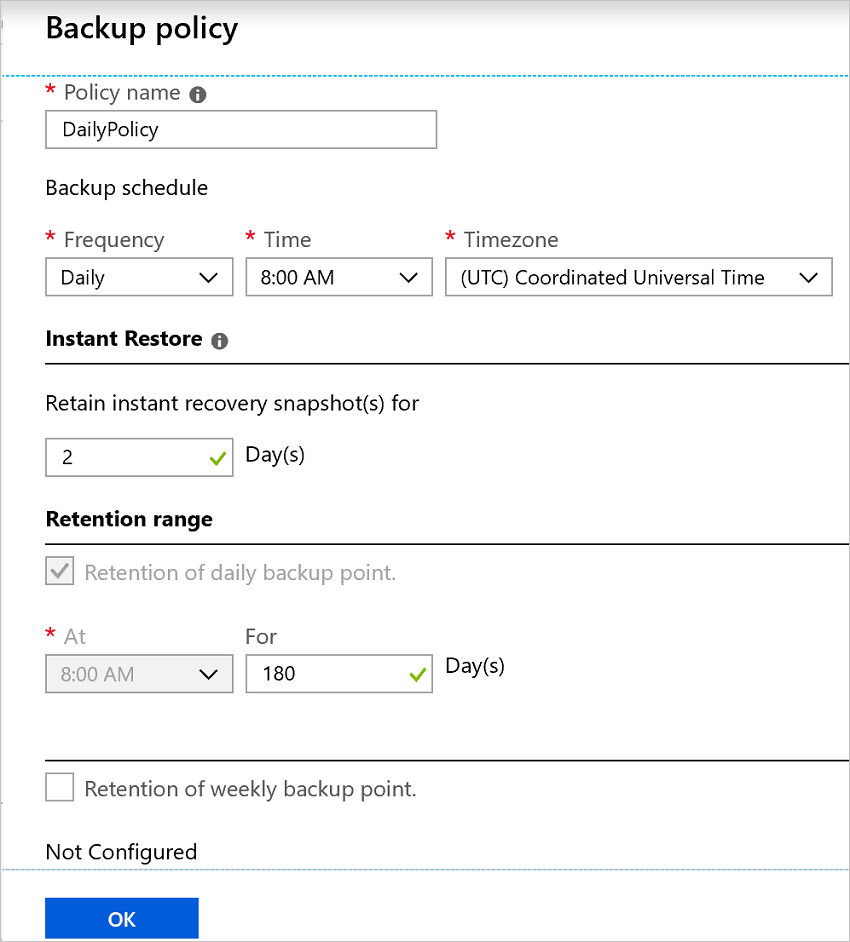 Backup policy
* Policy name
DailyPolicy
Backup schedule
* Frequency * Time * Timezone
Daily 8:00 AM (UTC) Coordinated Universal Time
Instant Restore
Retain instant recovery snapshot(s) for
2 Day(s)
Retention range
Retention of daily backup point.
* At For
8:00 AM 180 Day(s)
Retention of weekly backup point.
Not Configured
OK